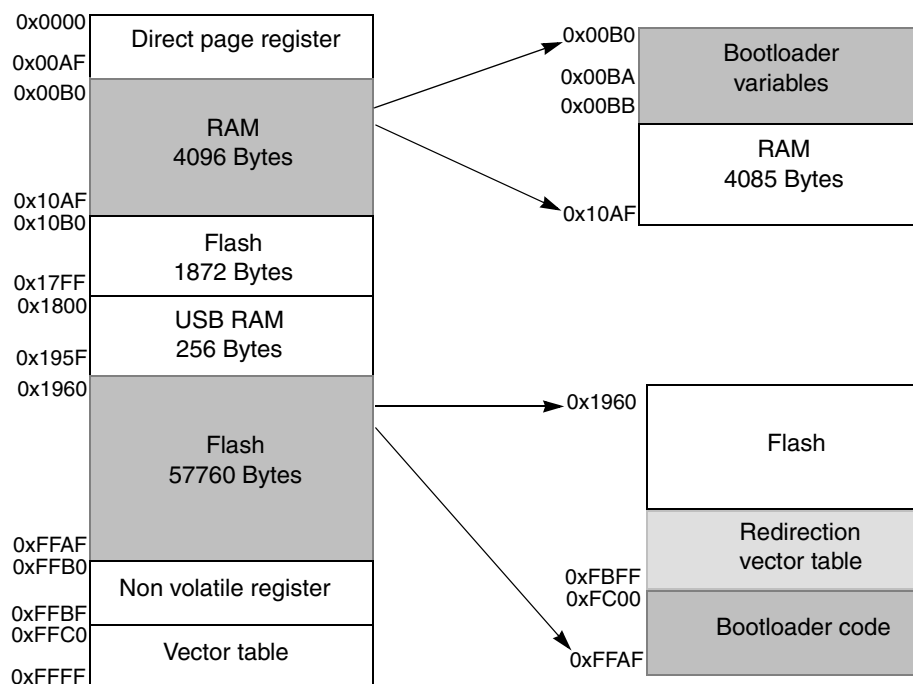 0x0000
Direct page register
0x00AF
0x00B0
RAM
4096 Bytes
0x10AF
0x10B0
Flash
1872 Bytes
0x17FF
0x1800
USB RAM
256 Bytes
0x195F
0x1960
Flash
57760 Bytes
0xFFAF
0xFFB0
Non volatile register
0xFFBF
0xFFC0
Vector table
0xFFFF
0x00B0
Bootloader
variables
0x00BA
0x00BB
RAM
4085 Bytes
0x10AF
0x1960
Flash
Redirection
vector table
0xFBFF
0xFC00
Bootloader code
0xFFAF